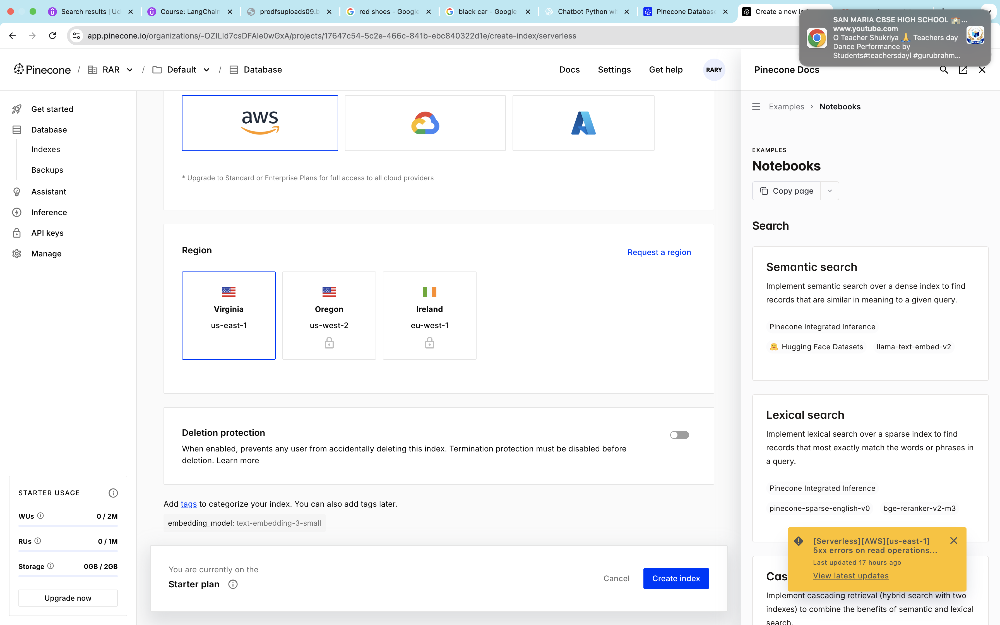 Search results | Ud
Course: LangChain
prodfsuploads09.b
red shoes - Google
black car - Google
Chatbot Python wi
Pinecone Database
Create a new in
SAN MARIA CBSE HIGH SCHOOL 🏫...
www.youtube.com
O Teacher Shukriya 🙏 Teachers day
Dance Performance by
Students#teachersdayl #gurubrahm...
app.pinecone.io/organizations/-OZILld7csDFAle0wGxA/projects/17647c54-5c2e-466c-841b-ebc840322d1e/create-index/serverless
Pinecone / RAR / Default / Database
Docs
Settings
Get help
RARY
Pinecone Docs
Get started
Database
Indexes
Backups
Assistant
Inference
API keys
Manage
STARTER USAGE
WUs 0 / 2M
RUs 0 / 1M
Storage 0GB / 2GB
Upgrade now
aws
* Upgrade to Standard or Enterprise Plans for full access to all cloud providers
Region
Request a region
Virginia
us-east-1
Oregon
us-west-2
Ireland
eu-west-1
Deletion protection
When enabled, prevents any user from accidentally deleting this index. Termination protection must be disabled before
deletion. Learn more
Add tags to categorize your index. You can also add tags later.
embedding_model: text-embedding-3-small
You are currently on the
Starter plan
Cancel
Create index
Examples › Notebooks
EXAMPLES
Notebooks
Copy page
Search
Semantic search
Implement semantic search over a dense index to find
records that are similar in meaning to a given query.
Pinecone Integrated Inference
🤗 Hugging Face Datasets
llama-text-embed-v2
Lexical search
Implement lexical search over a sparse index to find
records that most exactly match the words or phrases in
a query.
Pinecone Integrated Inference
pinecone-sparse-english-v0
bge-reranker-v2-m3
[Serverless][AWS][us-east-1]
5xx errors on read operations...
Last updated 17 hours ago
View latest updates
Cas
Implement cascading retrieval (hybrid search with two
indexes) to combine the benefits of semantic and lexical
search.